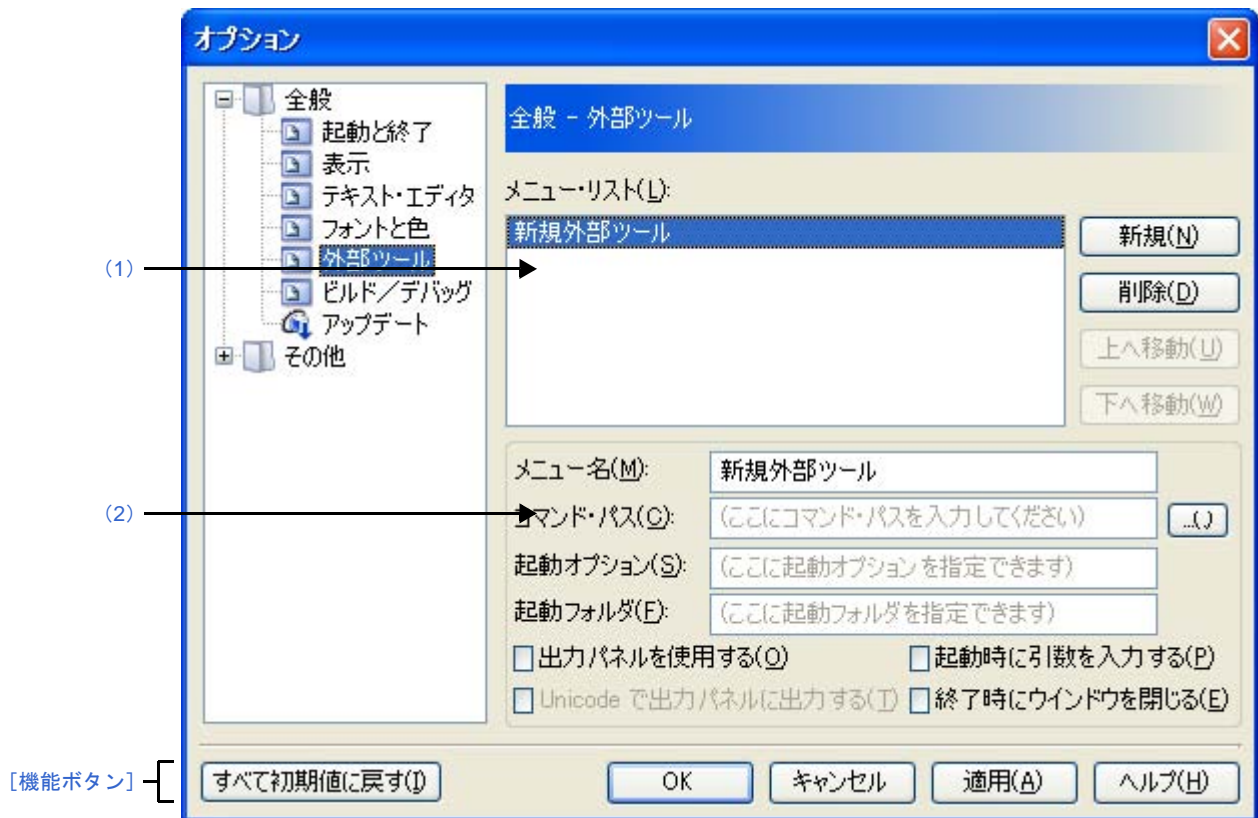 オプション
全般
起動と終了
表示
テキスト・エディタ
フォントと色
外部ツール
ビルド／デバッグ
アップデート
その他
全般 - 外部ツール
メニュー・リスト(L):
新規外部ツール
新規(N)
削除(D)
上へ移動(U)
下へ移動(W)
(1)
(2)
メニュー名(M): 新規外部ツール
コマンド・パス(C): (ここにコマンド・パスを入力してください) ...(.)
起動オプション(S): (ここに起動オプションを指定できます)
起動フォルダ(F): (ここに起動フォルダを指定できます)
出力パネルを使用する(O) 起動時に引数を入力する(P)
Unicode で出力パネルに出力する(T) 終了時にウインドウを閉じる(E)
[機能ボタン]
すべて初期値に戻す(I) OK キャンセル 適用(A) ヘルプ(H)